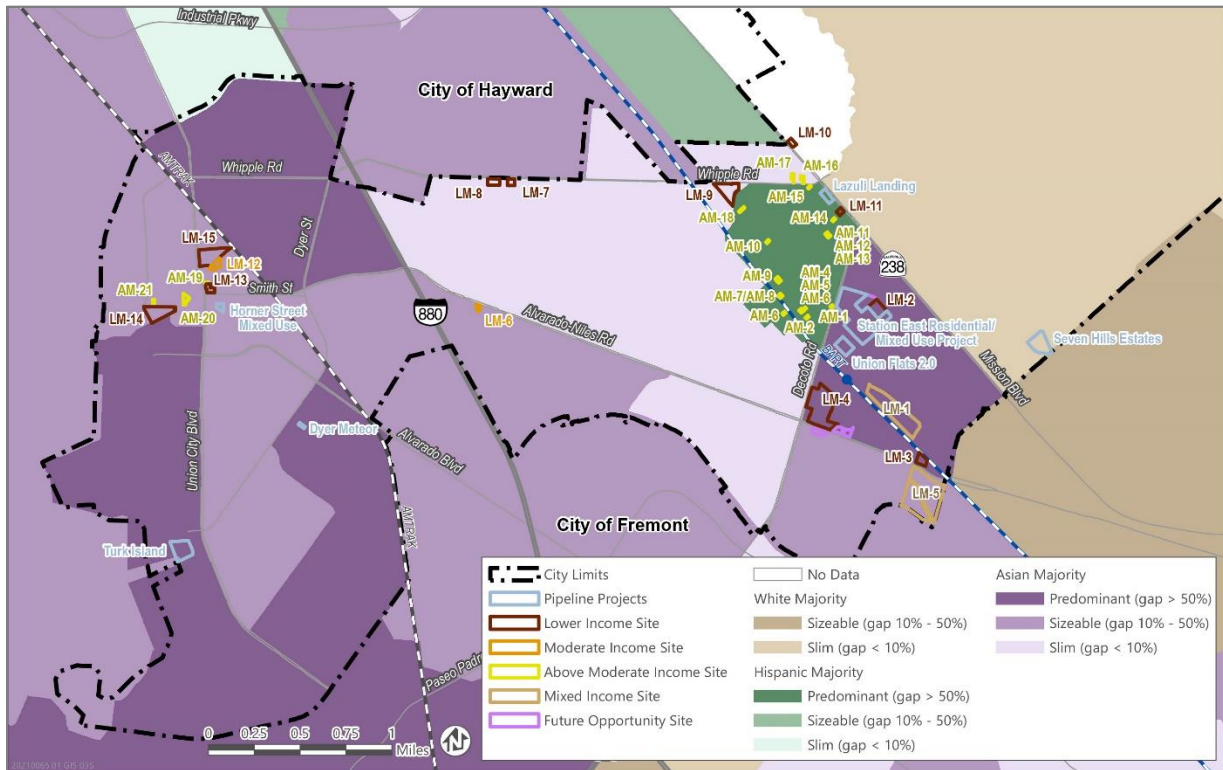 Industrial Pkwy
City of Hayward
LM-10
Whipple Rd
AMTRAK
LM-8
LM-7
Whipple Rd
LM-9
AM-17
AM-16
AM-15
Lazuli Landing
LM-11
AM-18
AM-14
AM-11
AM-12
AM-13
AM-10
238
LM-15
LM-12
Dyer St
AM-19
LM-13
Smith St
AM-21
LM-14
AM-20
Horner Street
Mixed Use
880
LM-6
Alvarado-Niles Rd
AM-9
AM-4
AM-5
AM-7/AM-8
AM-6
AM-6
AM-2
AM-1
LM-2
Station East Residential/
Mixed Use Project
Union Flats 2.0
BART
Decoto Rd
Mission Blvd
Seven Hills Estates
LM-4
LM-1
LM-3
LM-5
Union City Blvd
Dyer Meteor
Alvarado Blvd
AMTRAK
City of Fremont
Turk Island
Paseo Padr
City Limits
Pipeline Projects
Lower Income Site
Moderate Income Site
Above Moderate Income Site
Mixed Income Site
Future Opportunity Site
No Data
White Majority
Sizeable (gap 10% - 50%)
Slim (gap < 10%)
Hispanic Majority
Predominant (gap > 50%)
Sizeable (gap 10% - 50%)
Slim (gap < 10%)
Asian Majority
Predominant (gap > 50%)
Sizeable (gap 10% - 50%)
Slim (gap < 10%)
0 0.25 0.5 0.75 1
Miles
N
20210065.01 GIS 035